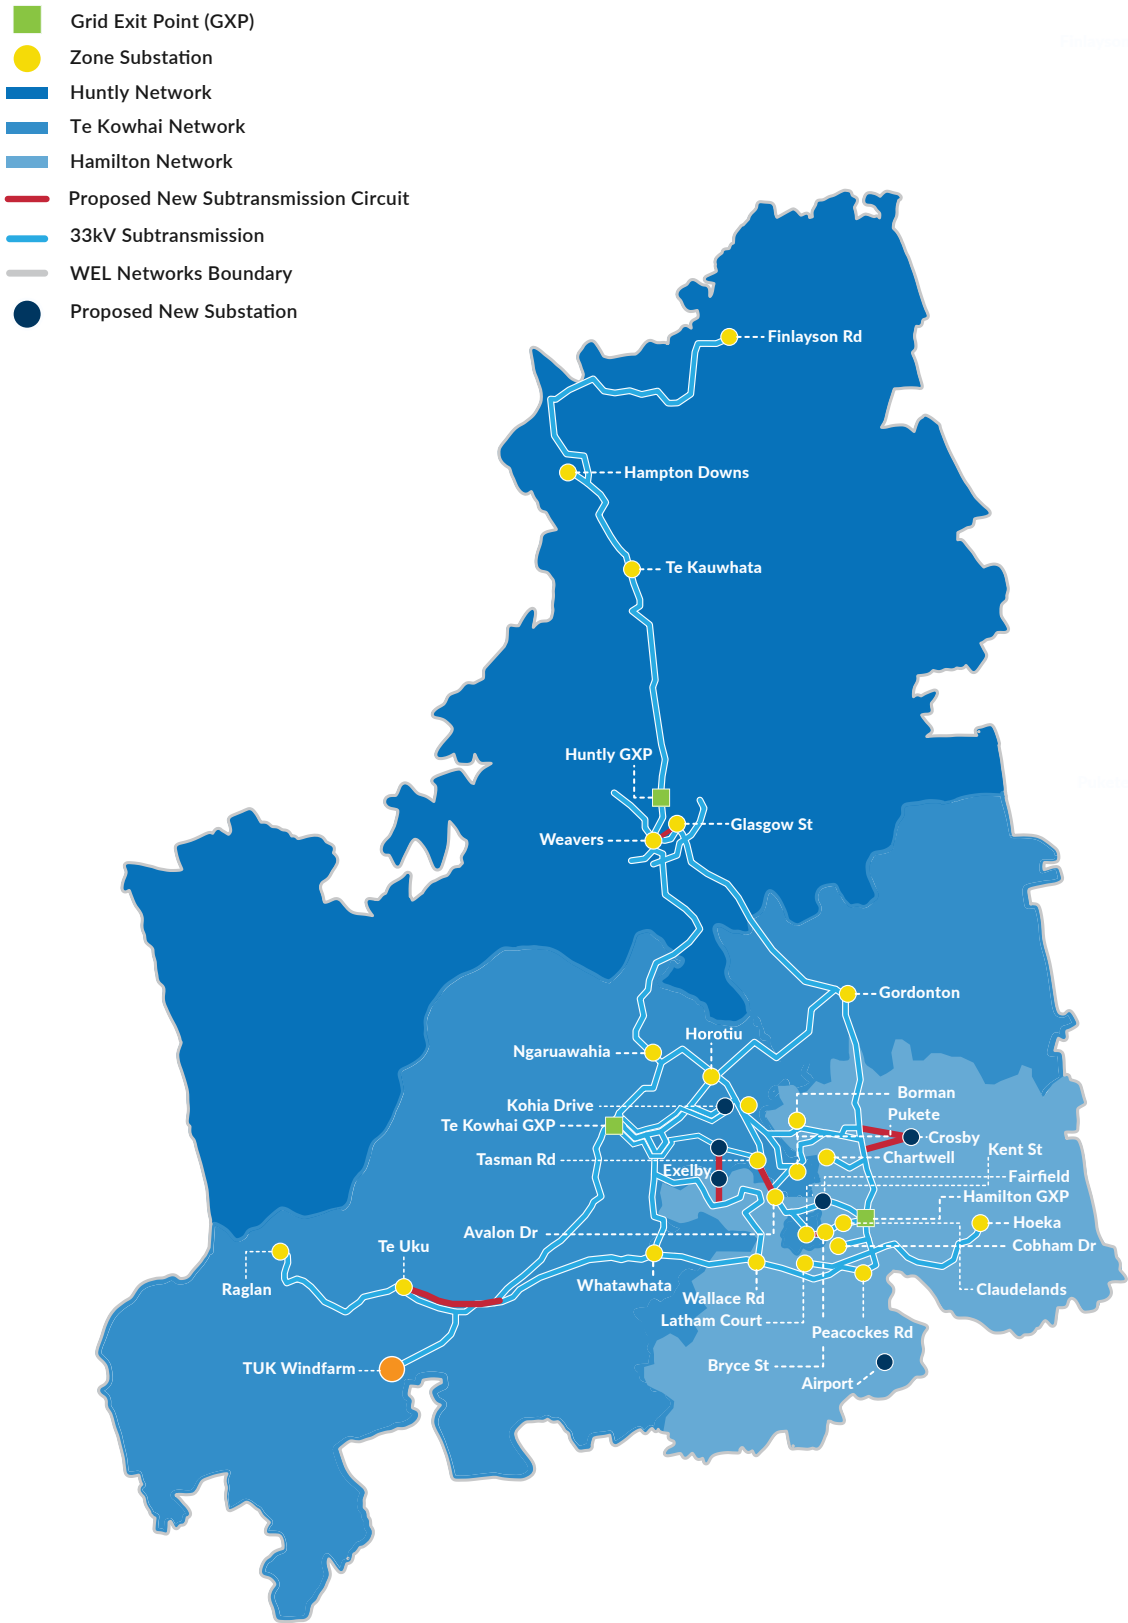 Grid Exit Point (GXP)
Zone Substation
Huntly Network
Te Kowhai Network
Hamilton Network
Proposed New Subtransmission Circuit
33kV Subtransmission
WEL Networks Boundary
Proposed New Substation
Finlayson Rd
Hampton Downs
Te Kauwhata
Huntly GXP
Glasgow St
Weavers
Gordonton
Horotiu
Ngaruawahia
Borman
Kohia Drive
Pukete
Te Kowhai GXP
Crosby
Kent St
Chartwell
Tasman Rd
Exelby
Fairfield
Hamilton GXP
Hoeka
Avalon Dr
Cobham Dr
Te Uku
Whatawhata
Raglan
Claudelands
Wallace Rd
Latham Court
Peacockes Rd
Bryce St
TUK Windfarm
Airport